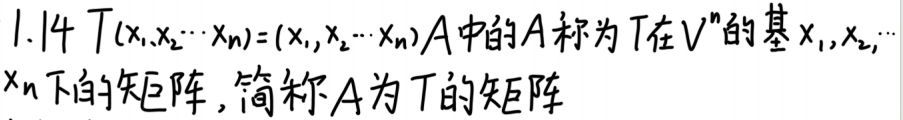 1.14 T(x₁,x₂…xₙ)=(x₁,x₂…xₙ)A中的A称为T在Vⁿ的基x₁,x₂,…
xₙ下的矩阵,简称A为T的矩阵